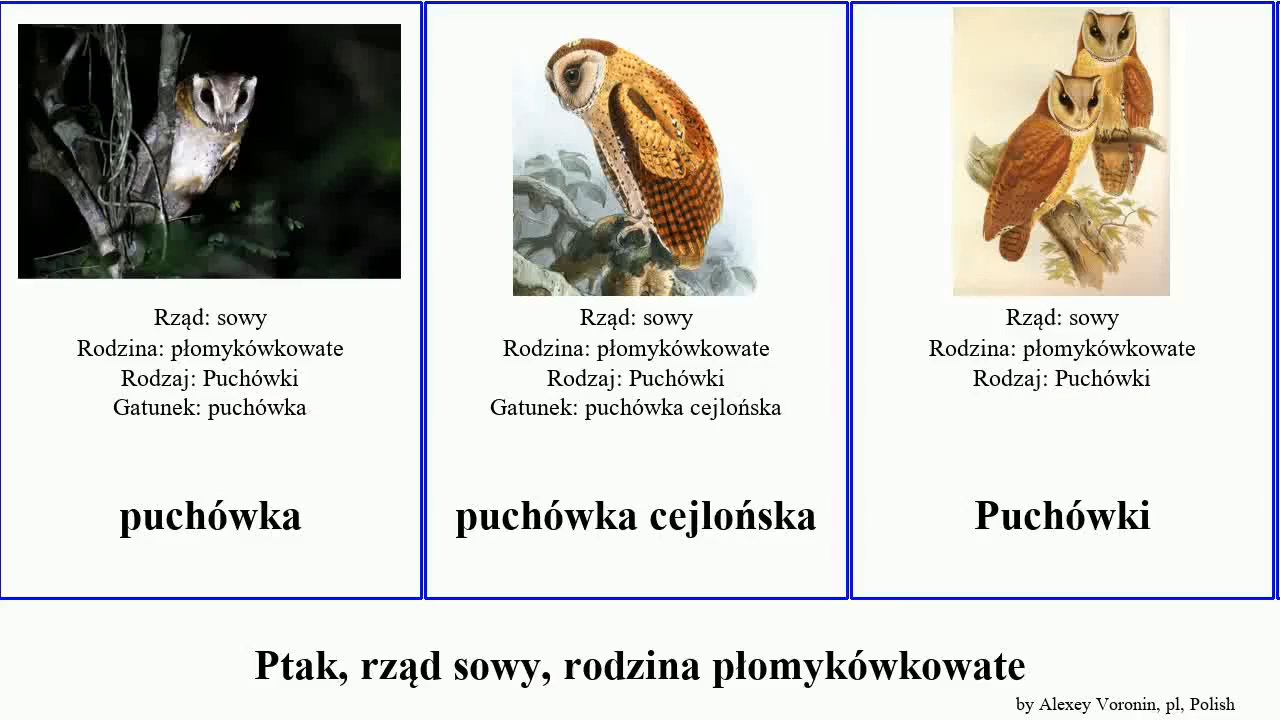 Rząd: sowy
Rodzina: płomykówkowate
Rodzaj: Puchówki
Gatunek: puchówka
puchówka
Rząd: sowy
Rodzina: płomykówkowate
Rodzaj: Puchówki
Gatunek: puchówka cejlońska
puchówka cejlońska
Rząd: sowy
Rodzina: płomykówkowate
Rodzaj: Puchówki
Puchówki
Ptak, rząd sowy, rodzina płomykówkowate
by Alexey Voronin, pl, Polish